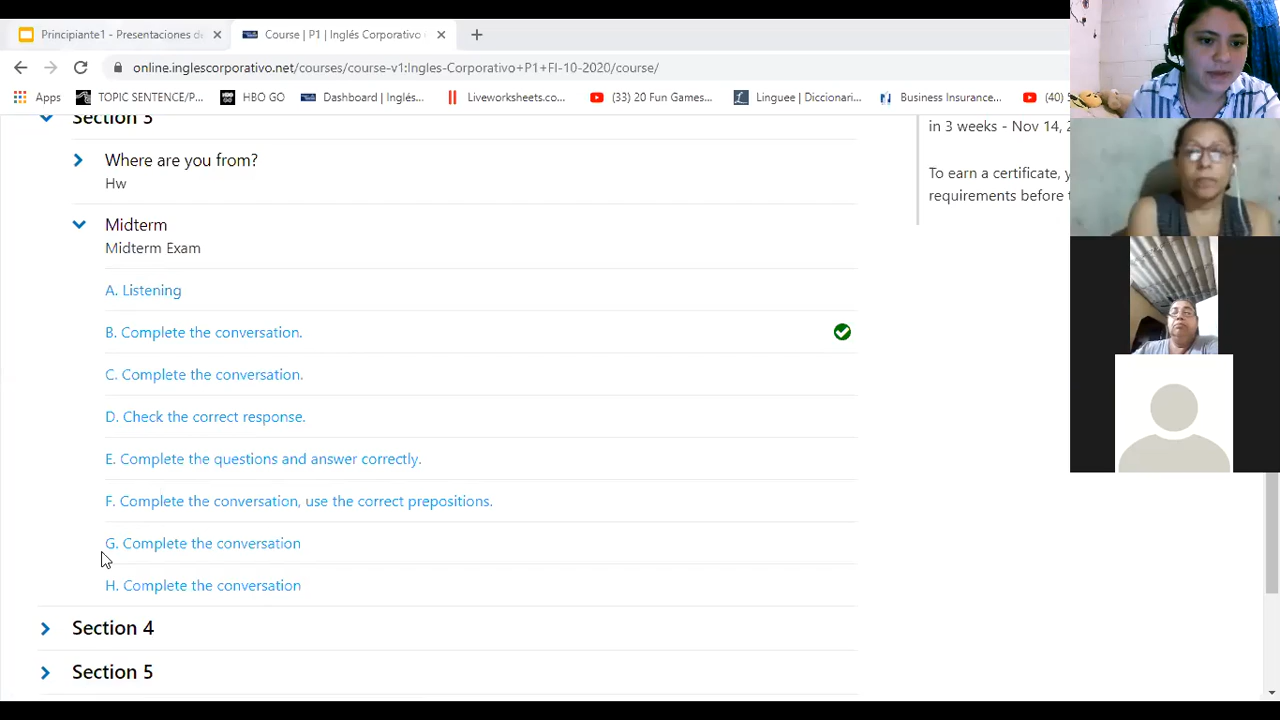 Principiante1 - Presentaciones de
Course | P1 | Inglés Corporativo
online.inglescorporativo.net/courses/course-v1:Ingles-Corporativo+P1+FI-10-2020/course/
Apps
TOPIC SENTENCE/P...
HBO GO
Dashboard | Inglés...
Liveworksheets.co...
(33) 20 Fun Games...
Linguee | Diccionari...
Business Insurance...
Section 3
Where are you from?
Hw
Midterm
Midterm Exam
A. Listening
B. Complete the conversation.
C. Complete the conversation.
D. Check the correct response.
E. Complete the questions and answer correctly.
F. Complete the conversation, use the correct prepositions.
G. Complete the conversation
H. Complete the conversation
Section 4
Section 5
in 3 weeks - Nov 14,
To earn a certificate,
requirements before